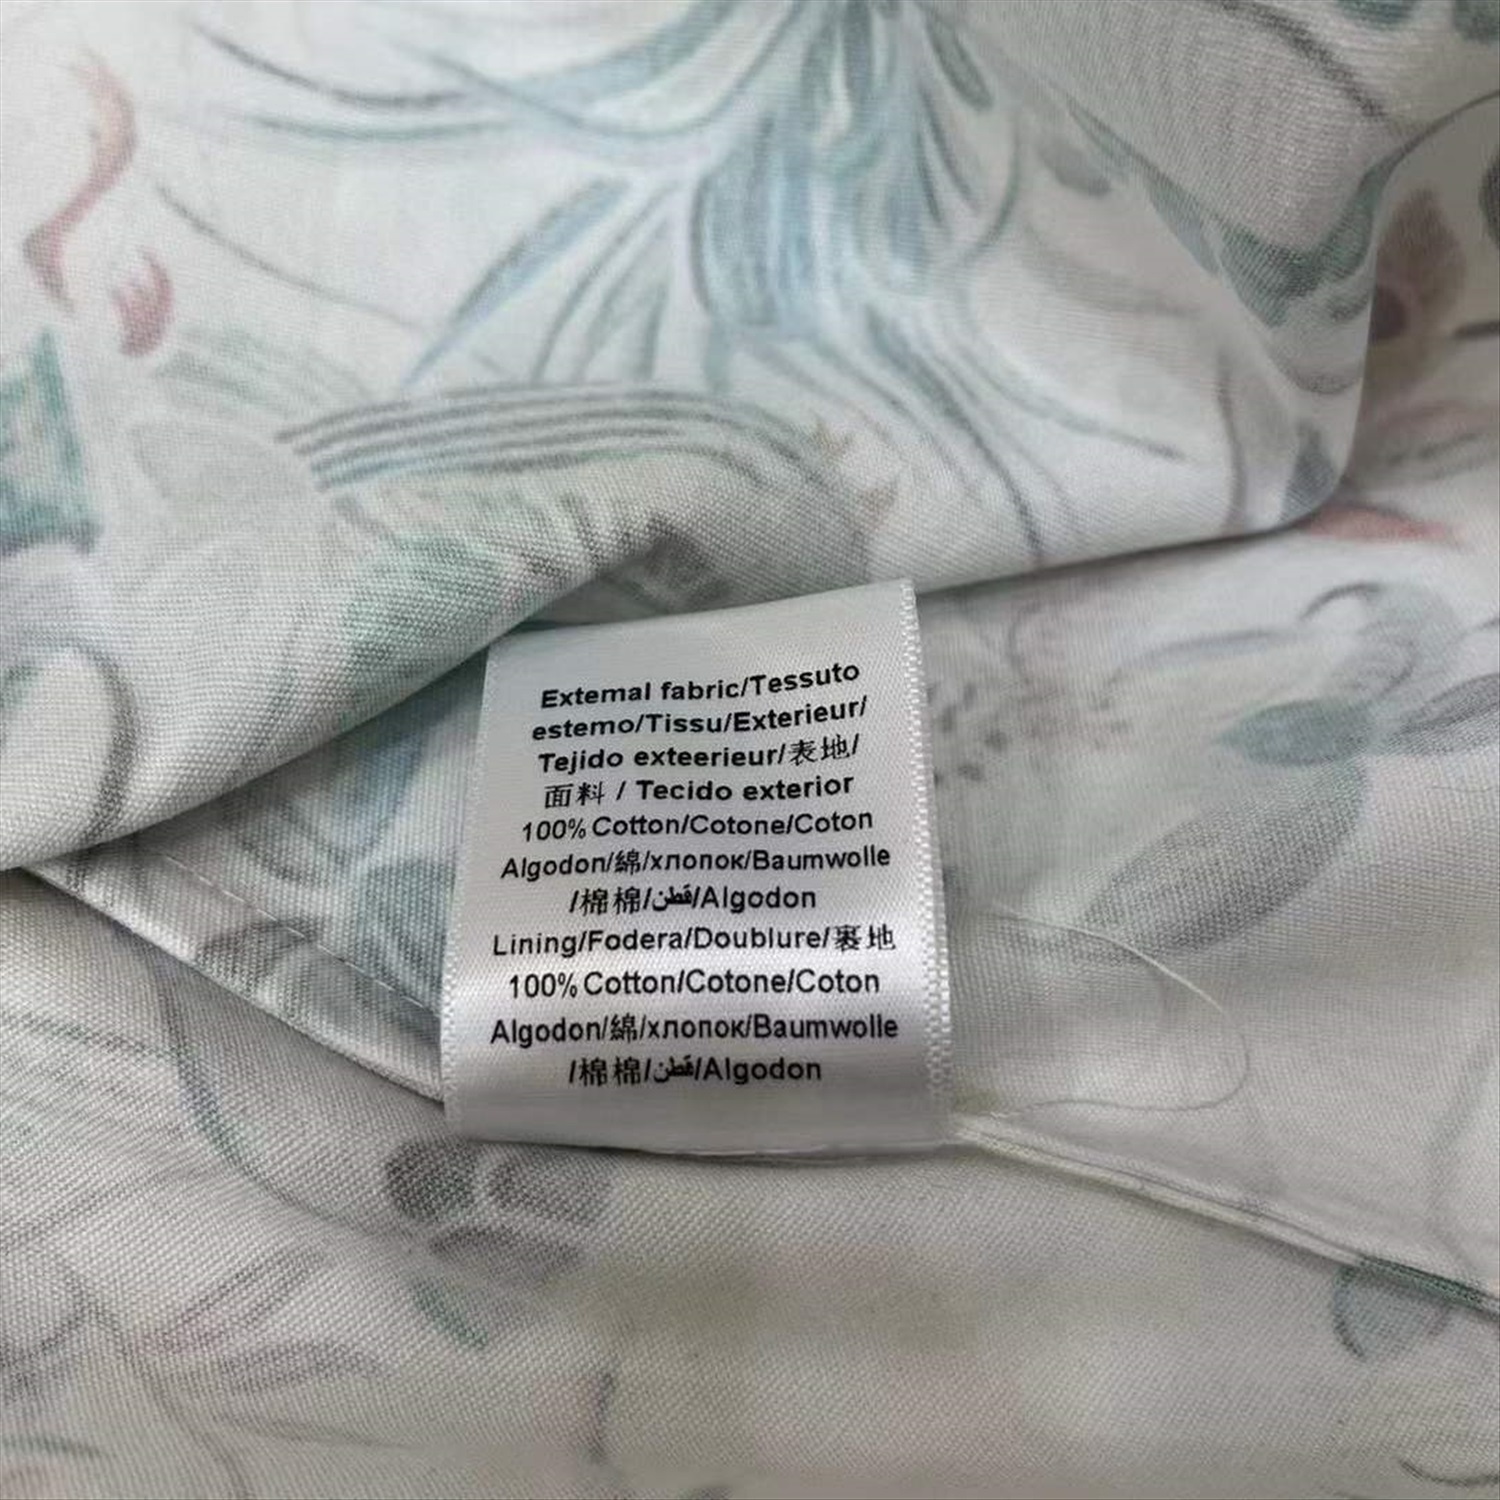 Extemal fabric/Tessuto
estemo/Tissu/Exterieur/
Tejido exteerieur/表地/
面料 / Tecido exterior
100% Cotton/Cotone/Coton
Algodon/綿/хлопок/Baumwolle
/棉棉/قطن/Algodon
Lining/Fodera/Doublure/裏地
100% Cotton/Cotone/Coton
Algodon/綿/хлопок/Baumwolle
/棉棉/قطن/Algodon